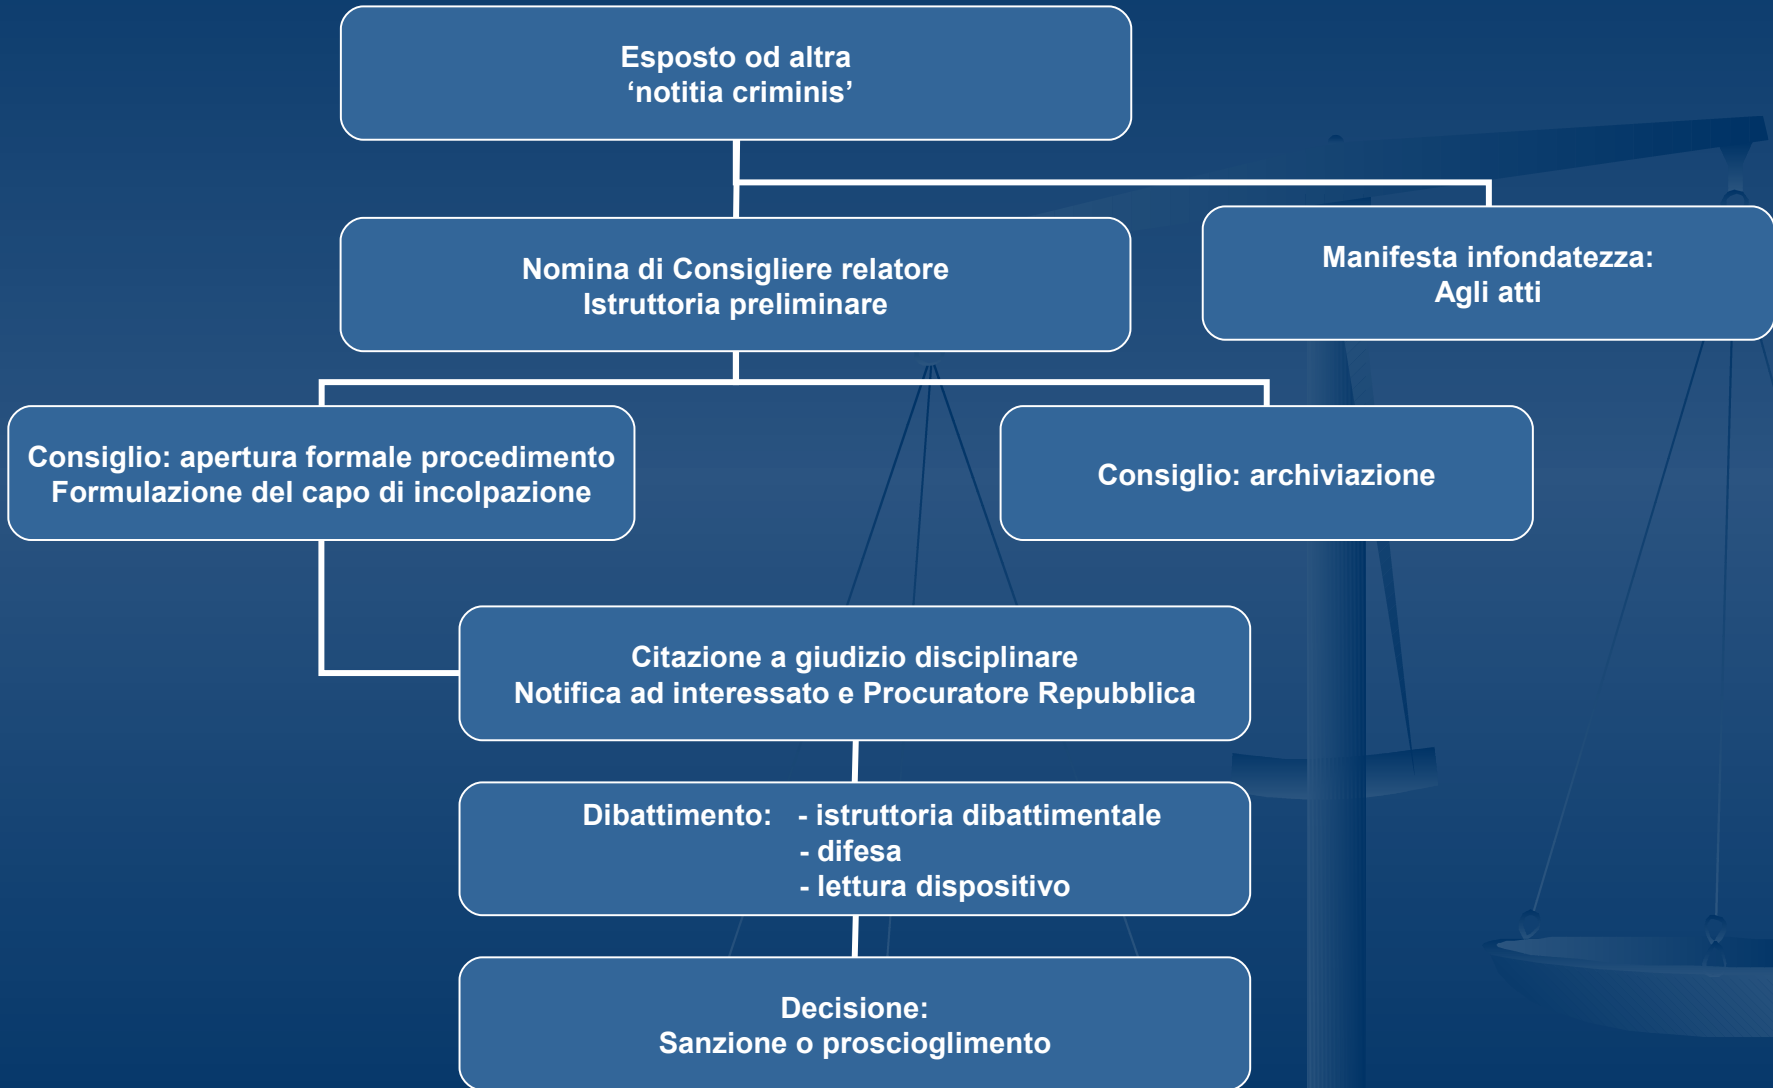 Esposto od altra
‘notitia criminis’
Nomina di Consigliere relatore
Istruttoria preliminare
Manifesta infondatezza:
Agli atti
Consiglio: apertura formale procedimento
Formulazione del capo di incolpazione
Consiglio: archiviazione
Citazione a giudizio disciplinare
Notifica ad interessato e Procuratore Repubblica
Dibattimento: - istruttoria dibattimentale
- difesa
- lettura dispositivo
Decisione:
Sanzione o proscioglimento